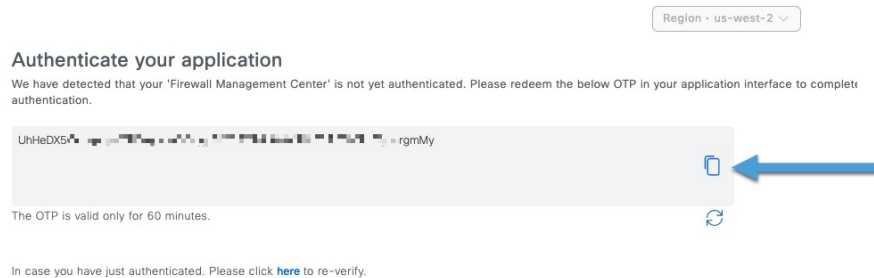 Region • us-west-2
Authenticate your application
We have detected that your 'Firewall Management Center' is not yet authenticated. Please redeem the below OTP in your application interface to complete
authentication.
UhHeDX5 rgmMy
The OTP is valid only for 60 minutes.
In case you have just authenticated. Please click here to re-verify.